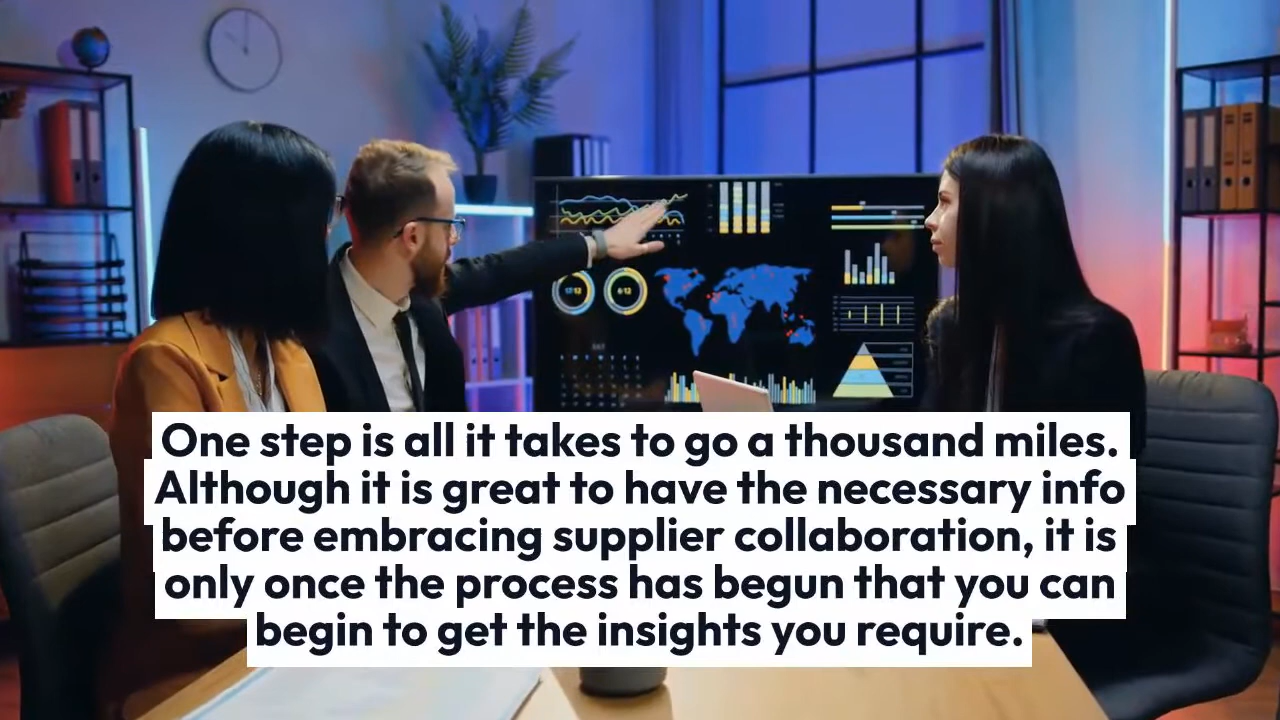 One step is all it takes to go a thousand miles.
Although it is great to have the necessary info
before embracing supplier collaboration, it is
only once the process has begun that you can
begin to get the insights you require.